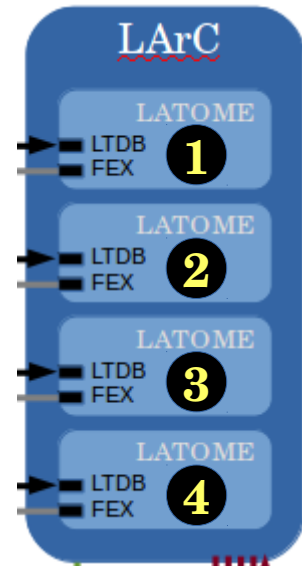 LArC
LATOME
LTDB
1
FEX
LATOME
LTDB
2
FEX
LATOME
LTDB
3
FEX
LATOME
LTDB
4
FEX